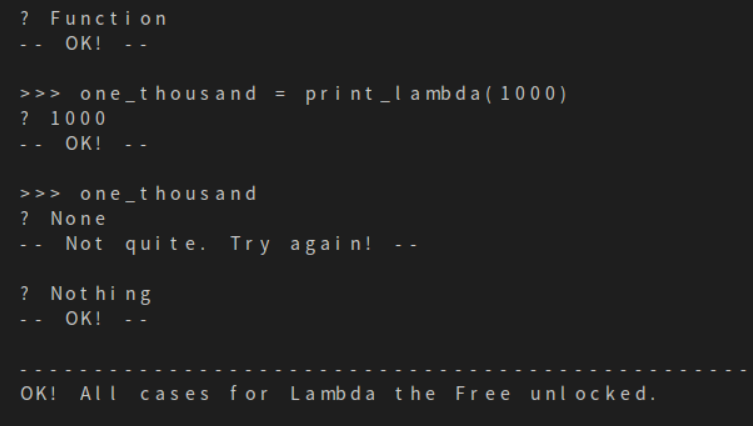 ? Function
-- OK! --
>>> one_thousand = print_lambda(1000)
? 1000
-- OK! --
>>> one_thousand
? None
-- Not quite. Try again! --
? Nothing
-- OK! --
--------------------------------------------------
OK! All cases for Lambda the Free unlocked.